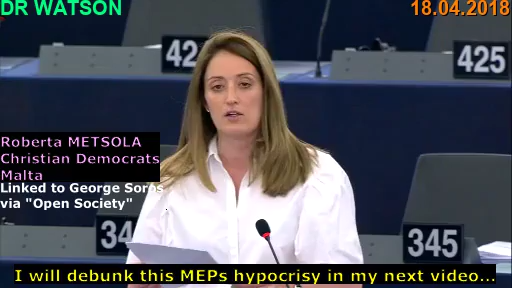 DR WATSON
18.04.2018
42
425
Roberta METSOLA
Christian Democrats
Malta
Linked to George Soros
via "Open Society"
34
345
I will debunk this MEPs hypocrisy in my next video...